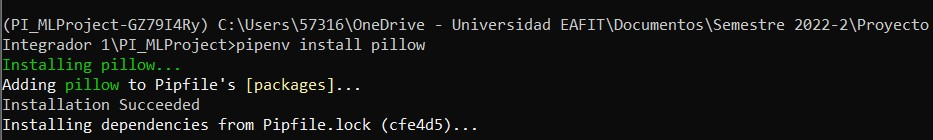 (PI_MLProject-GZ79I4Ry) C:\Users\57316\OneDrive - Universidad EAFIT\Documentos\Semestre 2022-2\Proyecto
Integrador 1\PI_MLProject>pipenv install pillow
Installing pillow...
Adding pillow to Pipfile's [packages]...
Installation Succeeded
Installing dependencies from Pipfile.lock (cfe4d5)...